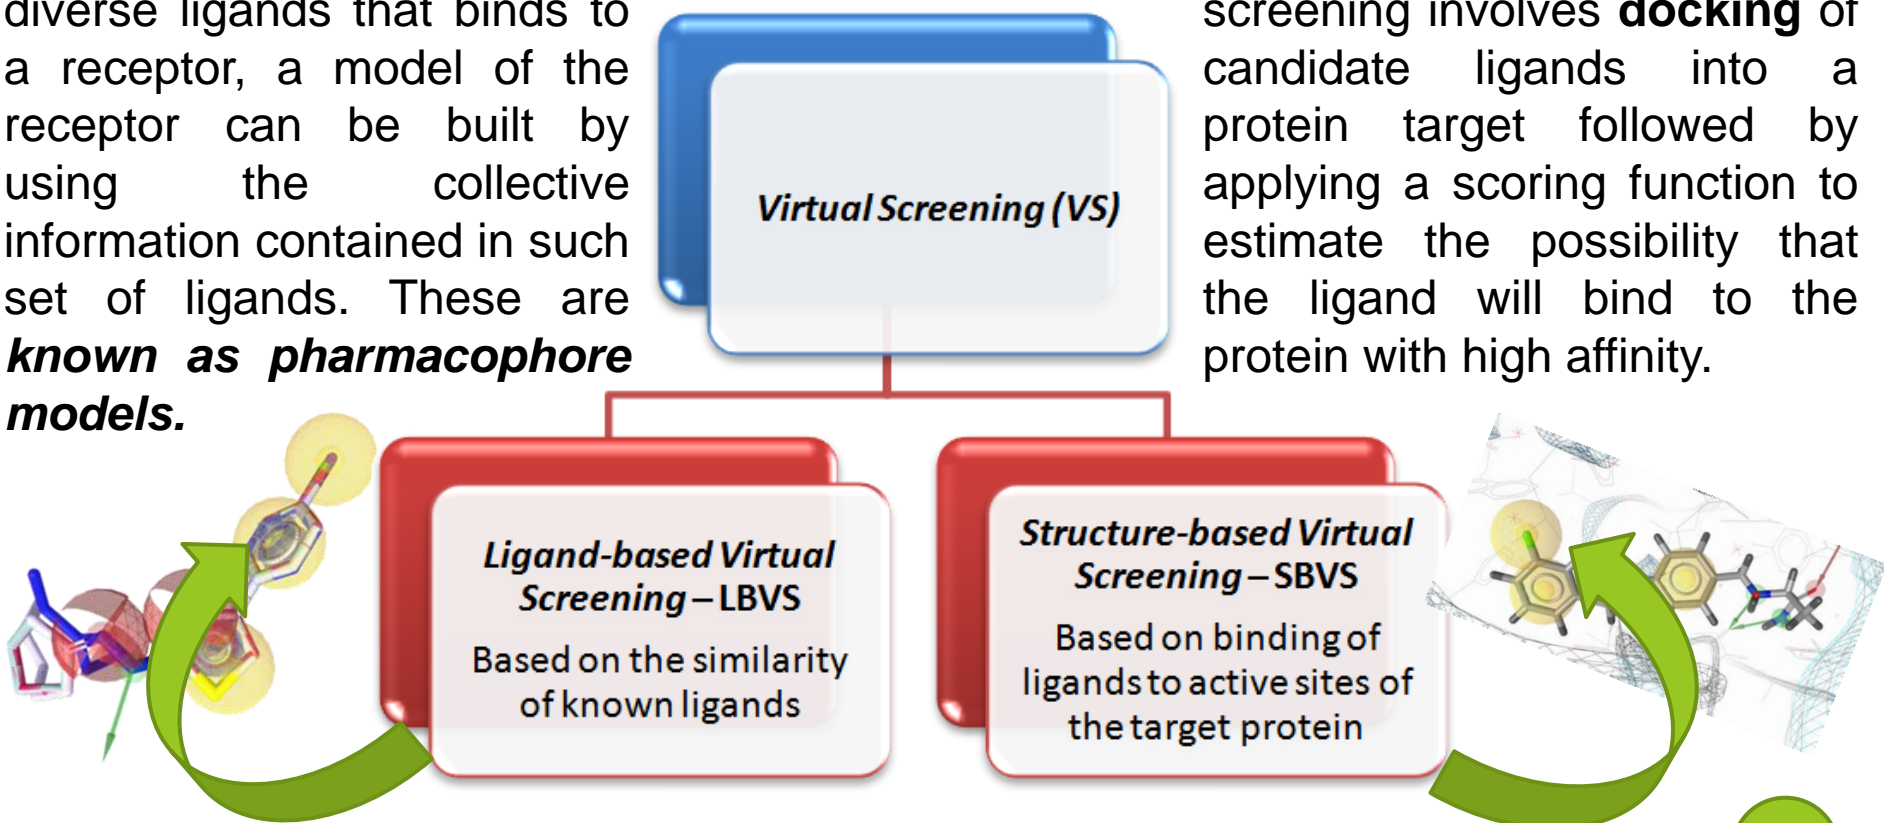 diverse ligands that binds to
a receptor, a model of the
receptor can be built by
using the collective
information contained in such
set of ligands. These are
known as pharmacophore
models.
Virtual Screening (VS)
screening involves docking of
candidate ligands into a
protein target followed by
applying a scoring function to
estimate the possibility that
the ligand will bind to the
protein with high affinity.
Ligand-based Virtual
Screening – LBVS
Based on the similarity
of known ligands
Structure-based Virtual
Screening – SBVS
Based on binding of
ligands to active sites of
the target protein